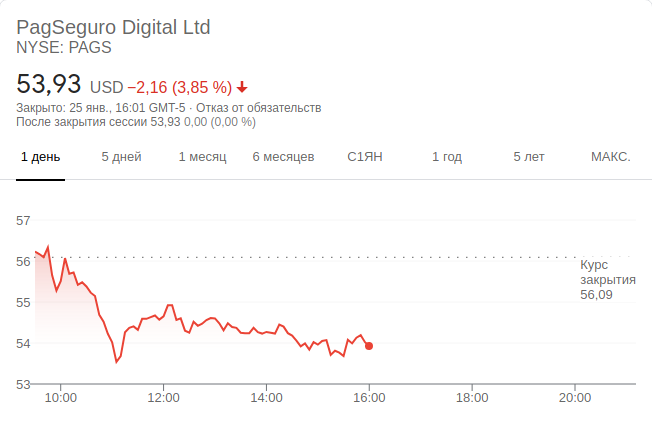 PagSeguro Digital Ltd
NYSE: PAGS
53,93 USD −2,16 (3,85 %)
Закрыто: 25 янв., 16:01 GMT-5 · Отказ от обязательств
После закрытия сессии 53,93 0,00 (0,00 %)
1 день 5 дней 1 месяц 6 месяцев С1ЯН 1 год 5 лет МАКС.
57
56
Курс
закрытия
56,09
55
54
53
10:00 12:00 14:00 16:00 18:00 20:00